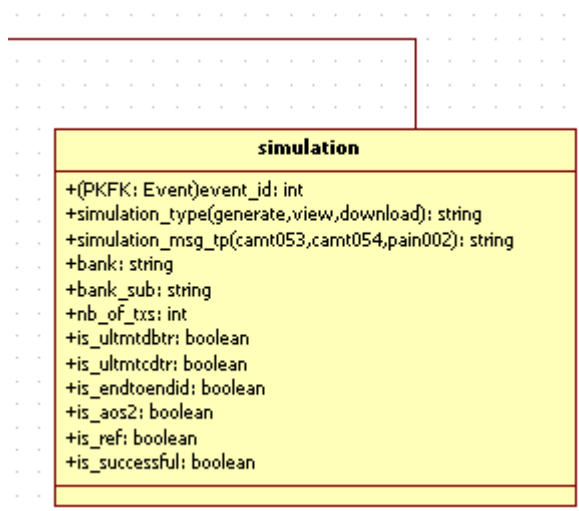 simulation
+(PKFK: Event)event_id: int
+simulation_type(generate,view,download): string
+simulation_msg_tp(camt053,camt054,pain002): string
+bank: string
+bank_sub: string
+nb_of_txs: int
+is_ultmtdbtr: boolean
+is_ultmtcdtr: boolean
+is_endtoendid: boolean
+is_aos2: boolean
+is_ref: boolean
+is_successful: boolean